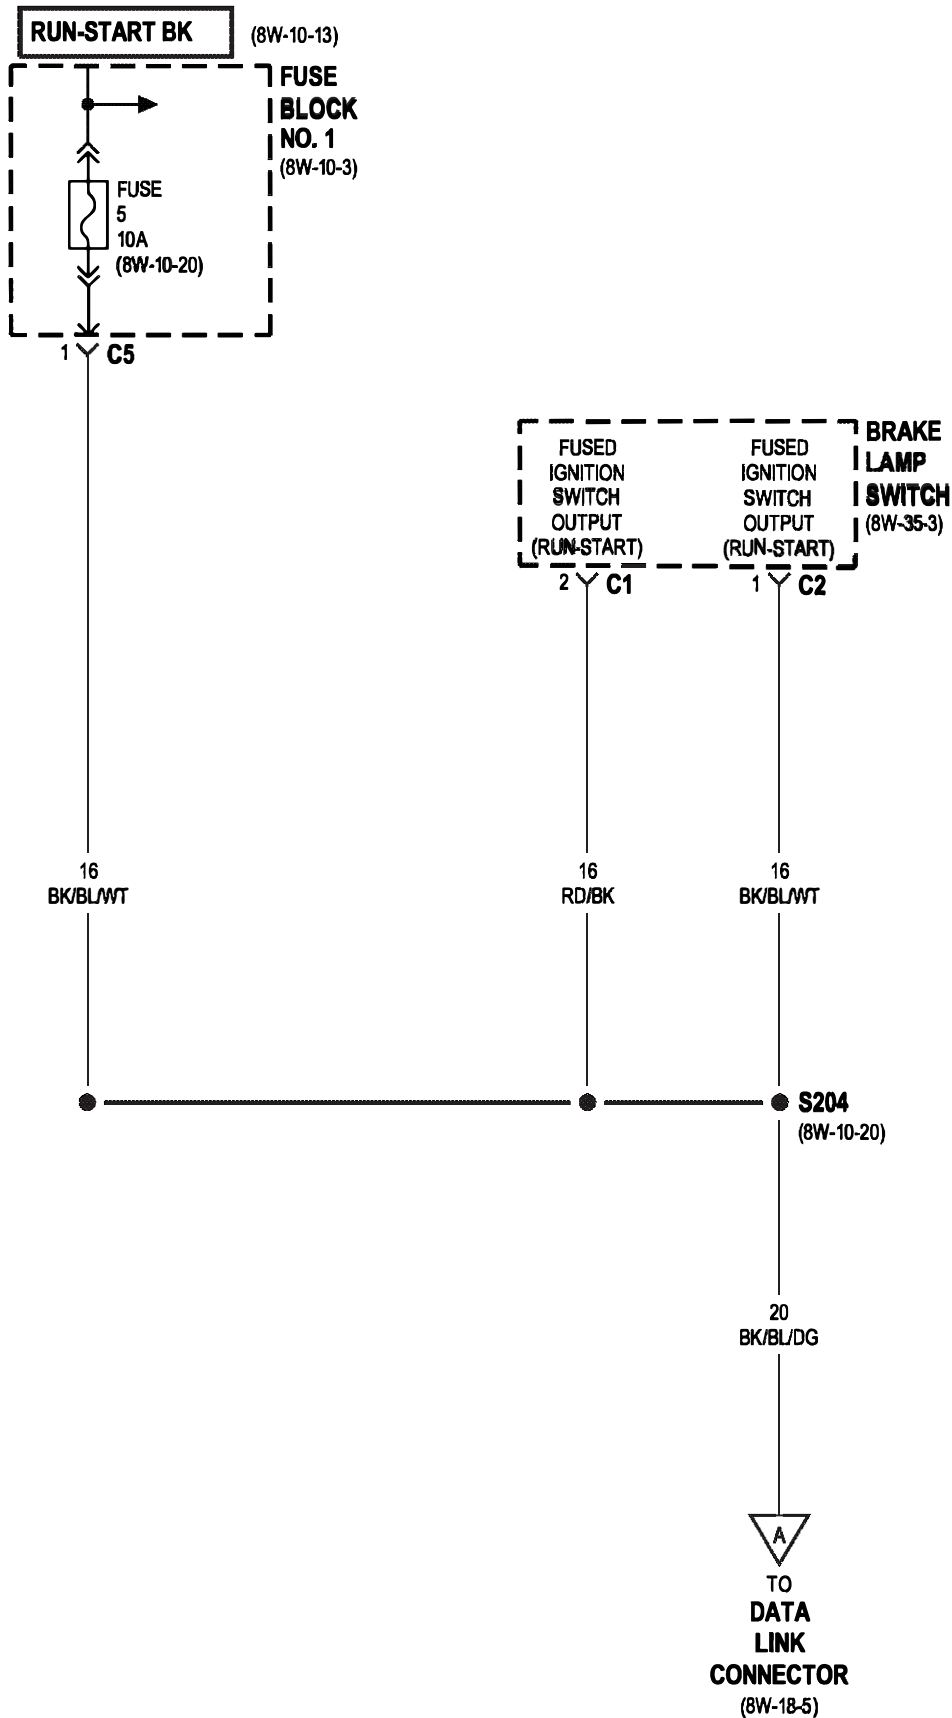 RUN-START BK (8W-10-13)
FUSE
BLOCK
NO. 1
(8W-10-3)
FUSE
5
10A
(8W-10-20)
1 C5
BRAKE
LAMP
SWITCH
(8W-35-3)
FUSED
IGNITION
SWITCH
OUTPUT
(RUN-START)
FUSED
IGNITION
SWITCH
OUTPUT
(RUN-START)
2 C1
1 C2
16
BK/BL/WT
16
RD/BK
16
BK/BL/WT
S204
(8W-10-20)
20
BK/BL/DG
A
TO
DATA
LINK
CONNECTOR
(8W-18-5)